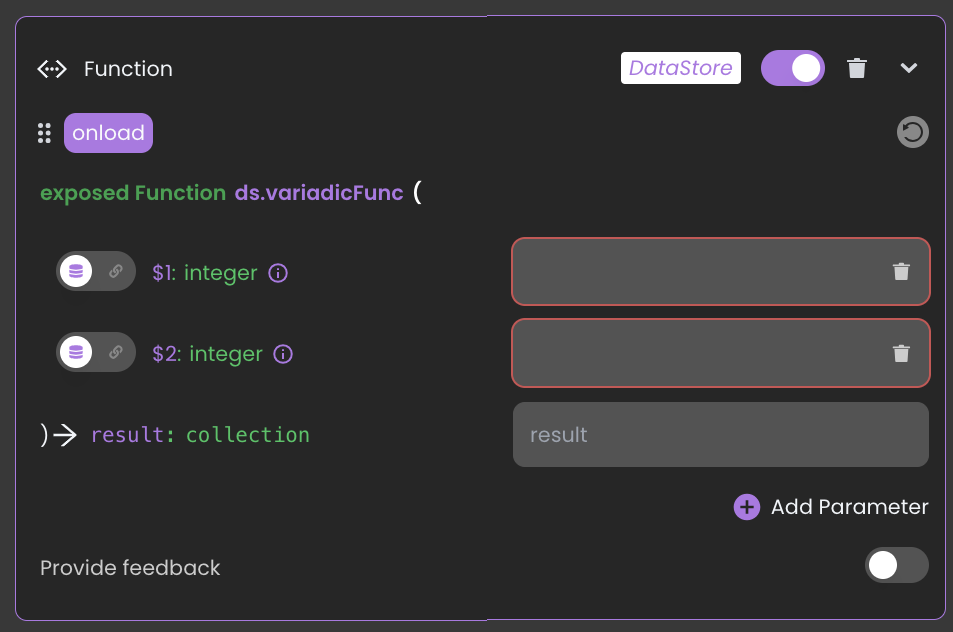 Function DataStore
onload
exposed Function ds.variadicFunc (
$1: integer
$2: integer
)→ result: collection result
Add Parameter
Provide feedback